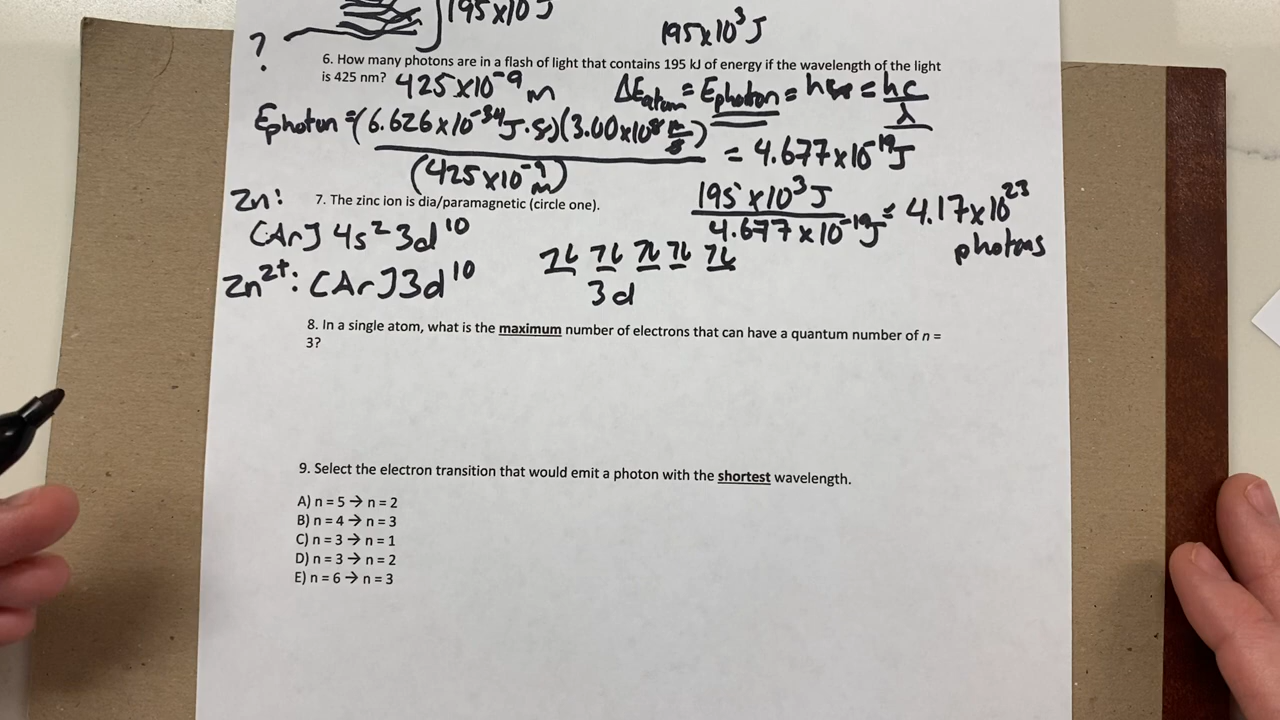 195x10 J
195x10³J
?
6. How many photons are in a flash of light that contains 195 kJ of energy if the wavelength of the light
is 425 nm? 425x10⁻⁹m ΔEatom = Ephoton = = hc/λ
Ephoton = (6.626x10⁻³⁴J·s)(3.00x10⁸ m/s) / (425x10⁻⁹m) = 4.677x10⁻¹⁹J
Zn: 7. The zinc ion is dia/paramagnetic (circle one).
195x10³J / 4.677x10⁻¹⁹J = 4.17x10²³ photons
[Ar] 4s² 3d¹⁰
Zn²⁺: [Ar]3d¹⁰
3d
8. In a single atom, what is the maximum number of electrons that can have a quantum number of n =
3?
9. Select the electron transition that would emit a photon with the shortest wavelength.
A) n = 5 → n = 2
B) n = 4 → n = 3
C) n = 3 → n = 1
D) n = 3 → n = 2
E) n = 6 → n = 3